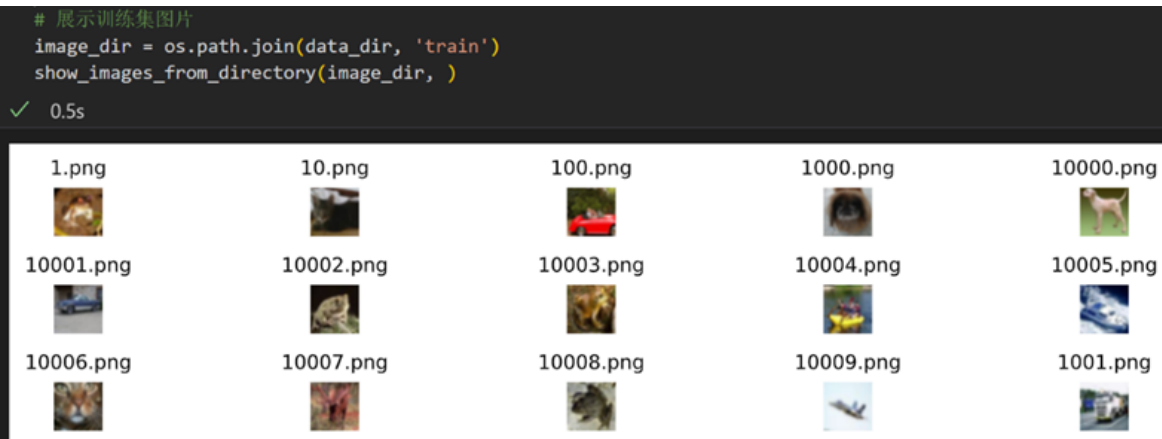 # 展示训练集图片
image_dir = os.path.join(data_dir, 'train')
show_images_from_directory(image_dir, )
✓ 0.5s
1.png 10.png 100.png 1000.png 10000.png
10001.png 10002.png 10003.png 10004.png 10005.png
10006.png 10007.png 10008.png 10009.png 1001.png